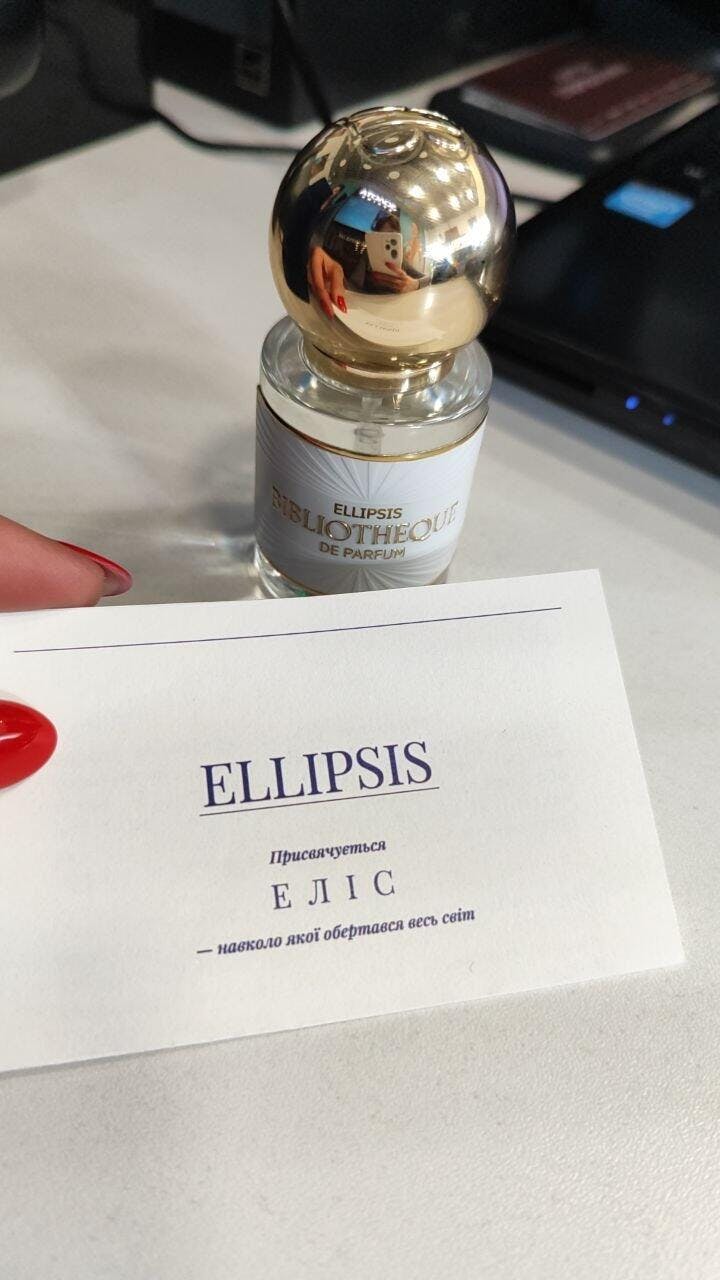 ELLIPSIS
BIBLIOTHEQUE
DE PARFUM
ELLIPSIS
Присвячується
ЕЛІС
— навколо якої обертався весь світ